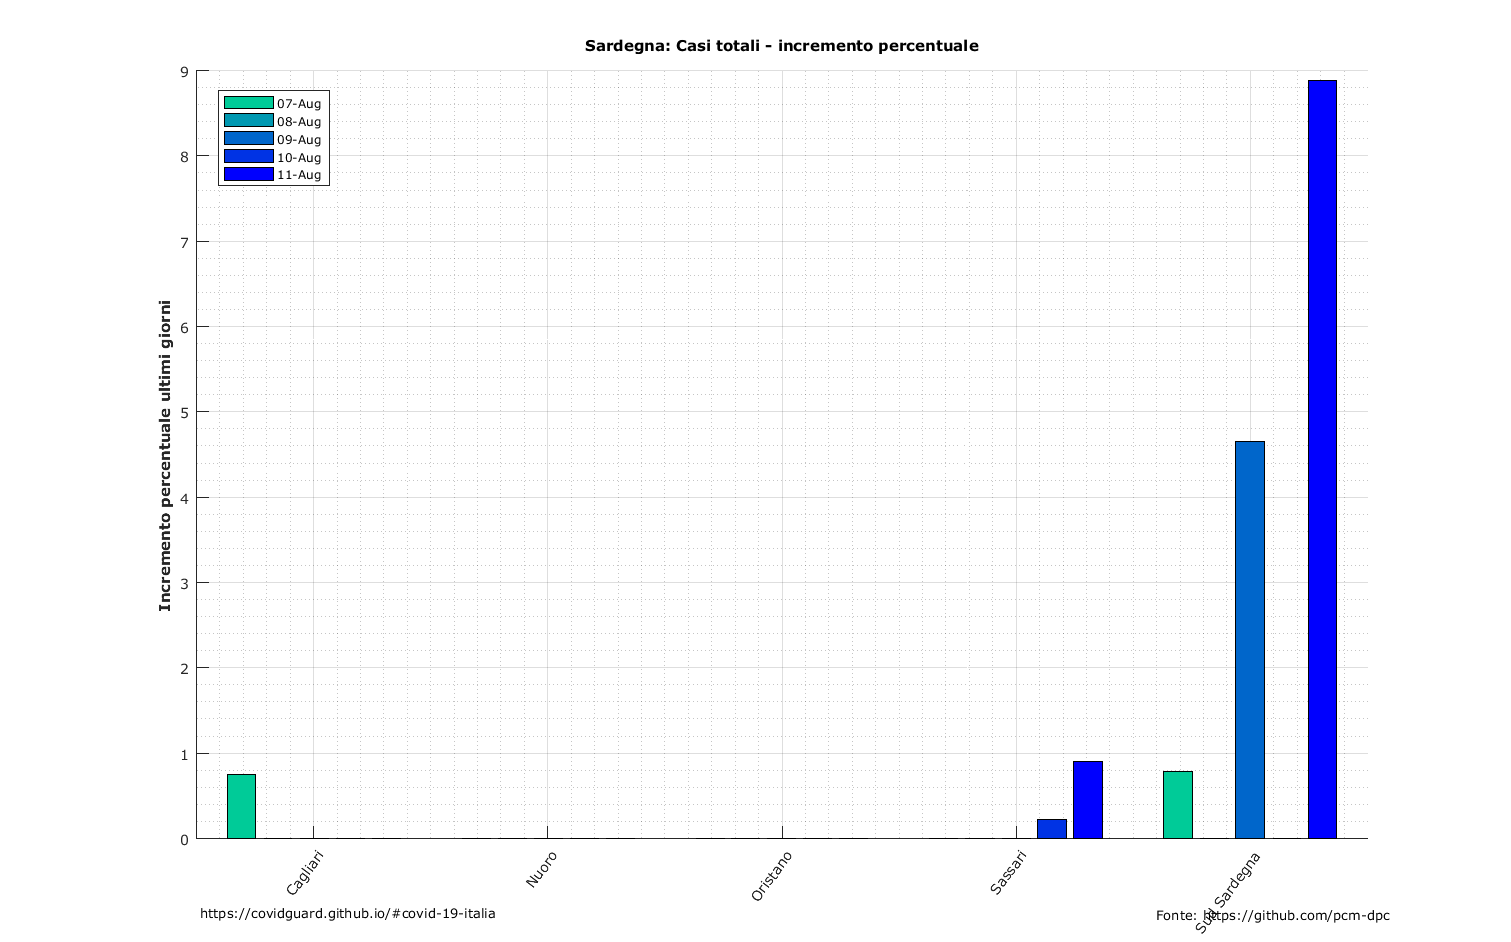 Sardegna: Casi totali - incremento percentuale
9
8
7
6
5
4
3
2
1
0
Incremento percentuale ultimi giorni
07-Aug
08-Aug
09-Aug
10-Aug
11-Aug
Cagliari
Nuoro
Oristano
Sassari
Sud Sardegna
https://covidguard.github.io/#covid-19-italia
Fonte: https://github.com/pcm-dpc